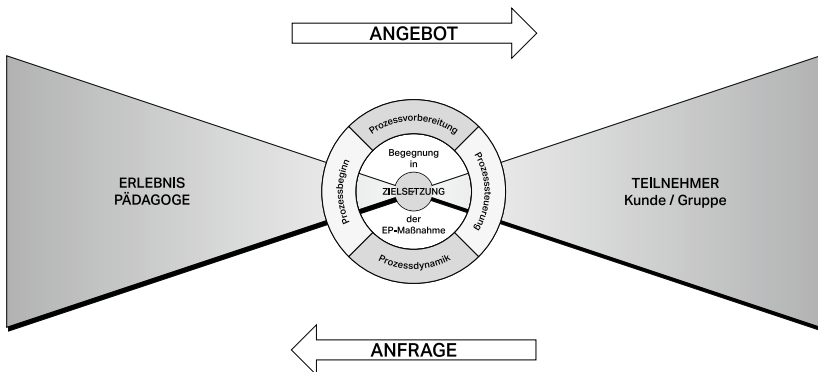 ANGEBOT
ERLEBNIS
PÄDAGOGE
Prozessvorbereitung
Prozessbeginn
Begegnung
in
ZIELSETZUNG
der
EP-Maßnahme
Prozesssteuerung
Prozessdynamik
TEILNEHMER
Kunde / Gruppe
ANFRAGE